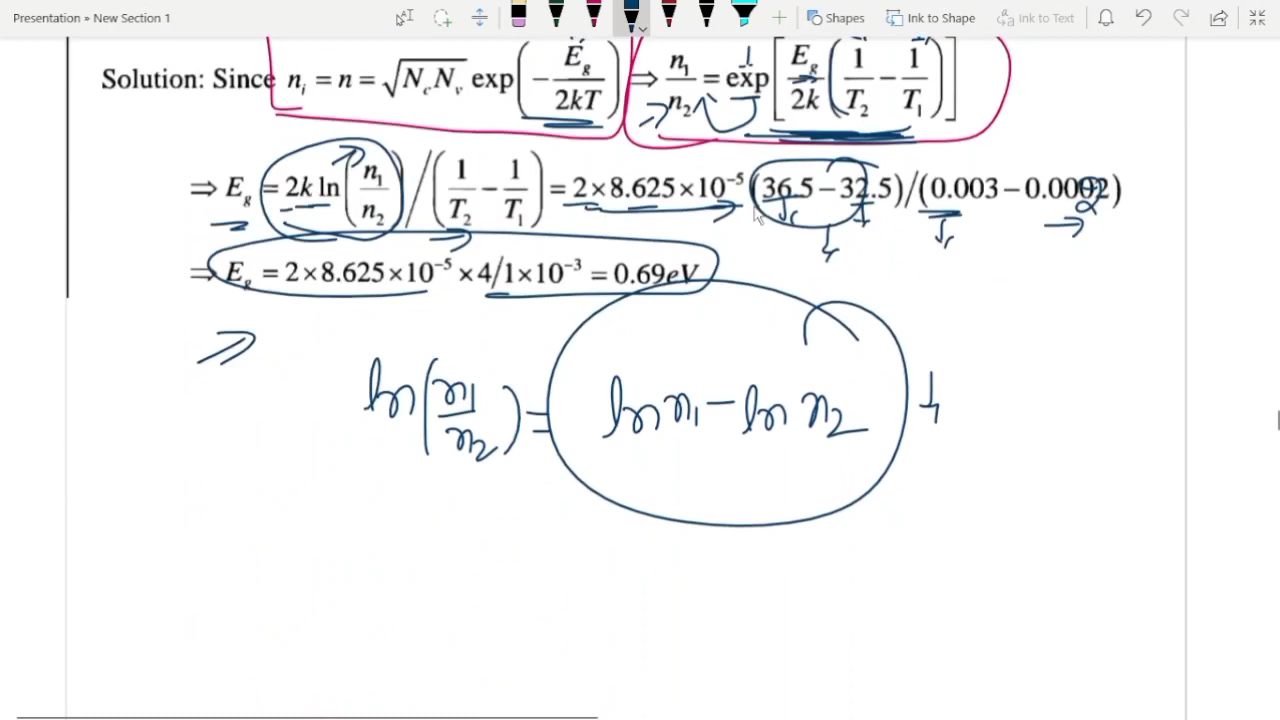 Presentation » New Section 1
Shapes Ink to Shape Ink to Text
Solution: Since n_i = n = √(N_c N_v) exp(−E_g/2kT) ⇒ n_1/n_2 = exp[E_g/2k (1/T_2 − 1/T_1)]
⇒ E_g = 2k ln(n_1/n_2) / (1/T_2 − 1/T_1) = 2×8.625×10^−5 (36.5−32.5)/(0.003−0.002)
⇒ E_g = 2×8.625×10^−5 ×4/1×10^−3 = 0.69eV
ln(n_1/n_2) = ln n_1 − ln n_2